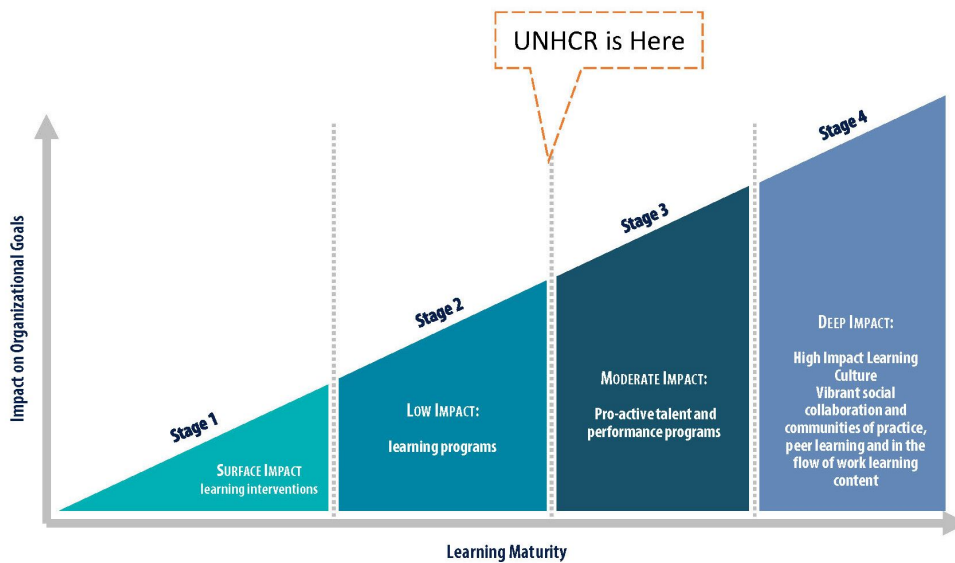 UNHCR is Here
Impact on Organizational Goals
Stage 1
SURFACE IMPACT
learning interventions
Stage 2
LOW IMPACT:
learning programs
Stage 3
MODERATE IMPACT:
Pro-active talent and
performance programs
Stage 4
DEEP IMPACT:
High Impact Learning
Culture
Vibrant social
collaboration and
communities of practice,
peer learning and in the
flow of work learning
content
Learning Maturity